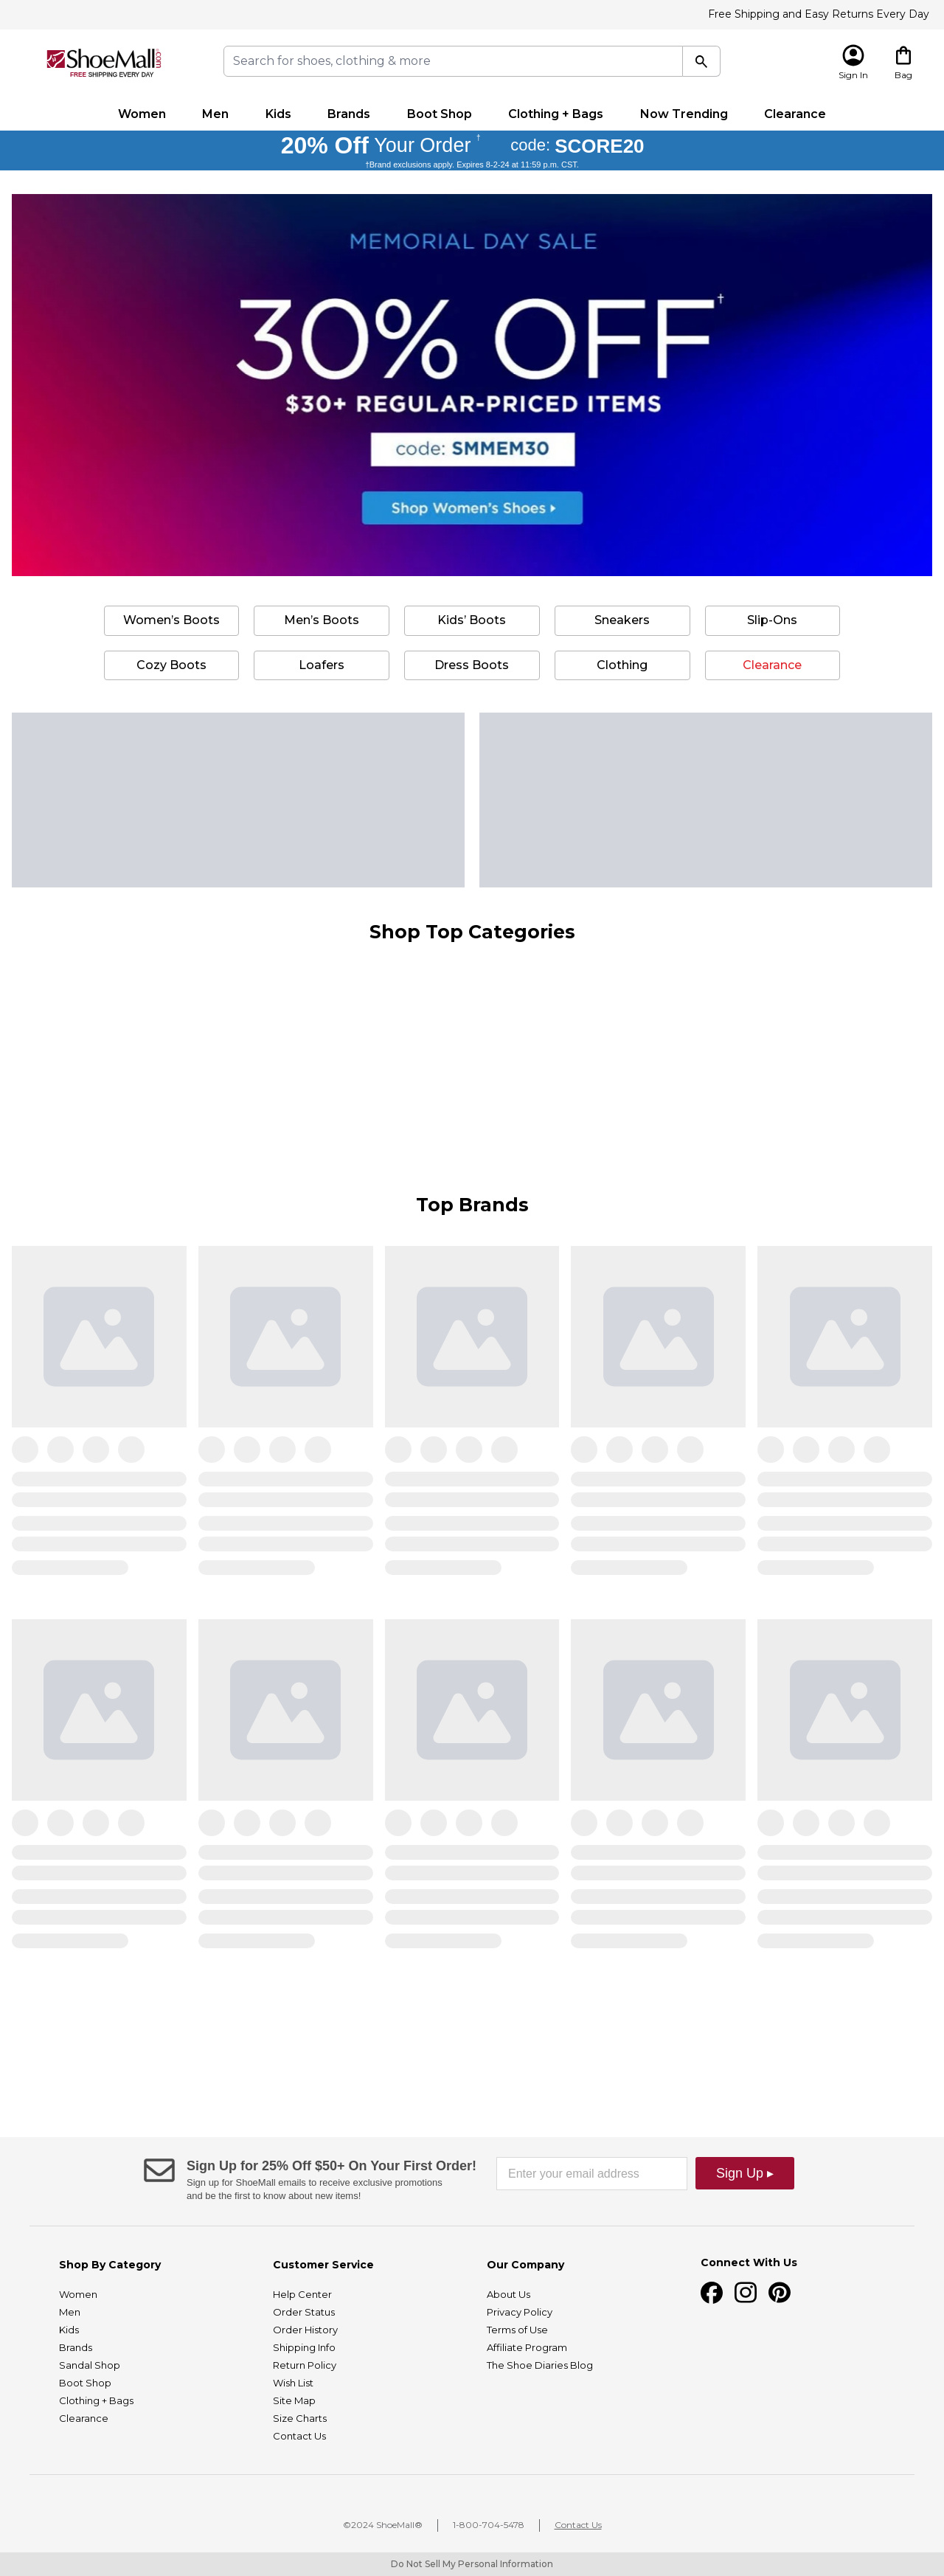 Free Shipping and Easy Returns Every Day
ShoeMall.com
FREE SHIPPING EVERY DAY
Search for shoes, clothing & more
Sign In
Bag
Women Men Kids Brands Boot Shop Clothing + Bags Now Trending Clearance
20% Off Your Order † code: SCORE20
†Brand exclusions apply. Expires 8-2-24 at 11:59 p.m. CST.
MEMORIAL DAY SALE
30% OFF†
$30+ REGULAR-PRICED ITEMS
code: SMMEM30
Shop Women's Shoes
Women's Boots Men's Boots Kids' Boots Sneakers Slip-Ons
Cozy Boots Loafers Dress Boots Clothing Clearance
Shop Top Categories
Top Brands
Sign Up for 25% Off $50+ On Your First Order!
Sign up for ShoeMall emails to receive exclusive promotions
and be the first to know about new items!
Enter your email address
Sign Up ▸
Shop By Category
Women
Men
Kids
Brands
Sandal Shop
Boot Shop
Clothing + Bags
Clearance
Customer Service
Help Center
Order Status
Order History
Shipping Info
Return Policy
Wish List
Site Map
Size Charts
Contact Us
Our Company
About Us
Privacy Policy
Terms of Use
Affiliate Program
The Shoe Diaries Blog
Connect With Us
©2024 ShoeMall® 1-800-704-5478 Contact Us
Do Not Sell My Personal Information